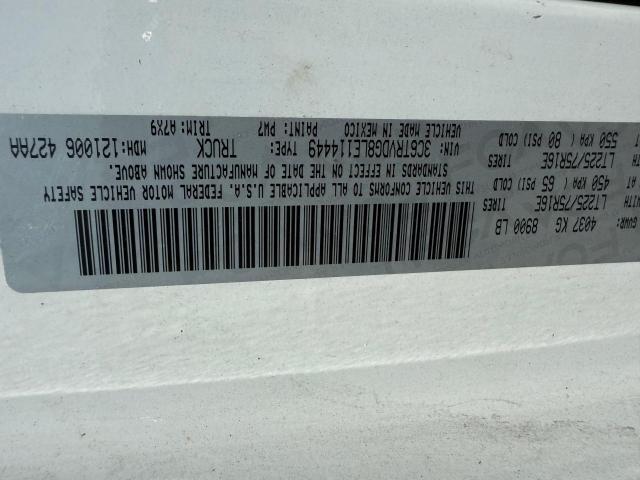 GVWR: 4037 KG 8900 LB
WITH LT225/75R16E TIRES
AT 450 KPA ( 65 PSI) COLD
LT225/75R16E TIRES
AT 550 KPA ( 80 PSI) COLD
THIS VEHICLE CONFORMS TO ALL APPLICABLE U.S.A. FEDERAL MOTOR VEHICLE SAFETY
STANDARDS IN EFFECT ON THE DATE OF MANUFACTURE SHOWN ABOVE.
VIN: 3C6TRVDG8LE114449 TYPE: TRUCK MDH:121006 427AA
VEHICLE MADE IN MEXICO PAINT: PW7 TRIM: A7X9